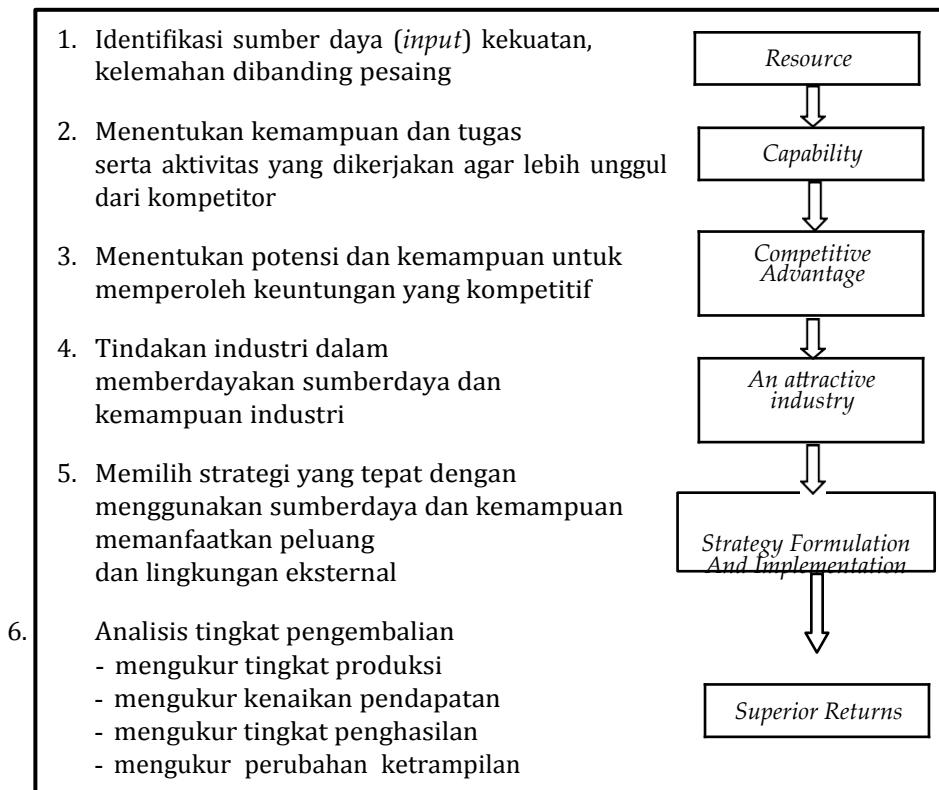 1. Identifikasi sumber daya (input) kekuatan,
kelemahan dibanding pesaing
Resource
2. Menentukan kemampuan dan tugas
serta aktivitas yang dikerjakan agar lebih unggul
dari kompetitor
Capability
3. Menentukan potensi dan kemampuan untuk
memperoleh keuntungan yang kompetitif
Competitive
Advantage
4. Tindakan industri dalam
memberdayakan sumberdaya dan
kemampuan industri
An attractive
industry
5. Memilih strategi yang tepat dengan
menggunakan sumberdaya dan kemampuan
memanfaatkan peluang
dan lingkungan eksternal
Strategy Formulation
And Implementation
6. Analisis tingkat pengembalian
- mengukur tingkat produksi
- mengukur kenaikan pendapatan
- mengukur tingkat penghasilan
- mengukur perubahan ketrampilan
Superior Returns